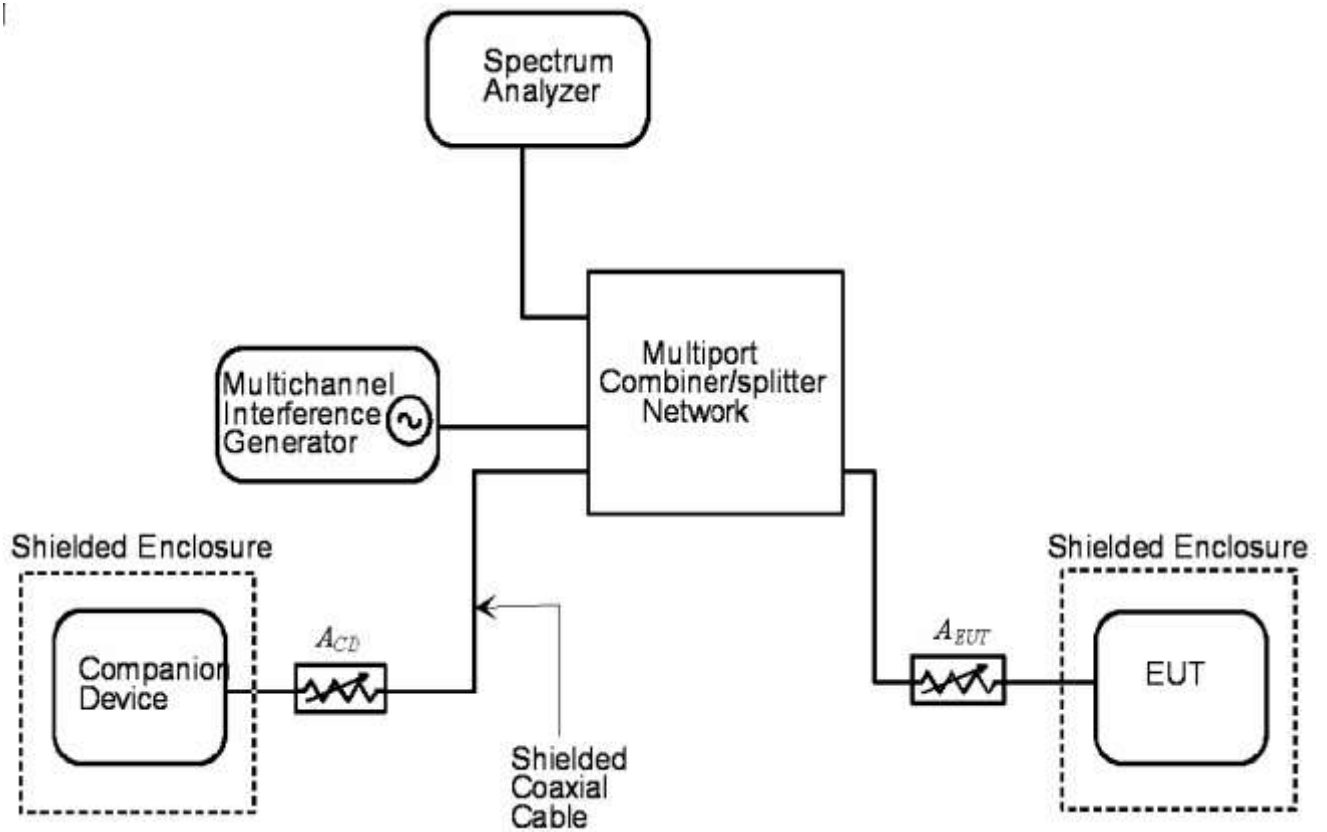 Spectrum
Analyzer
Multiport
Combiner/splitter
Network
Multichannel
Interference
Generator
Shielded Enclosure
Shielded Enclosure
Companion
Device
A_CD
A_EUT
EUT
Shielded
Coaxial
Cable